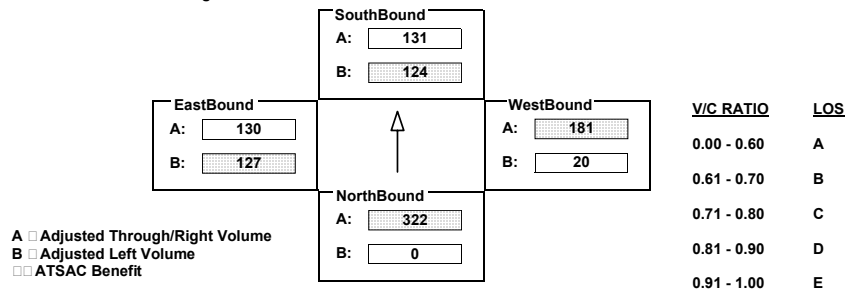 SouthBound
A: 131
B: 124
EastBound
A: 130
B: 127
WestBound
A: 181
B: 20
NorthBound
A: 322
B: 0
A □ Adjusted Through/Right Volume
B □ Adjusted Left Volume
□□ ATSAC Benefit
V/C RATIO LOS
0.00 - 0.60 A
0.61 - 0.70 B
0.71 - 0.80 C
0.81 - 0.90 D
0.91 - 1.00 E